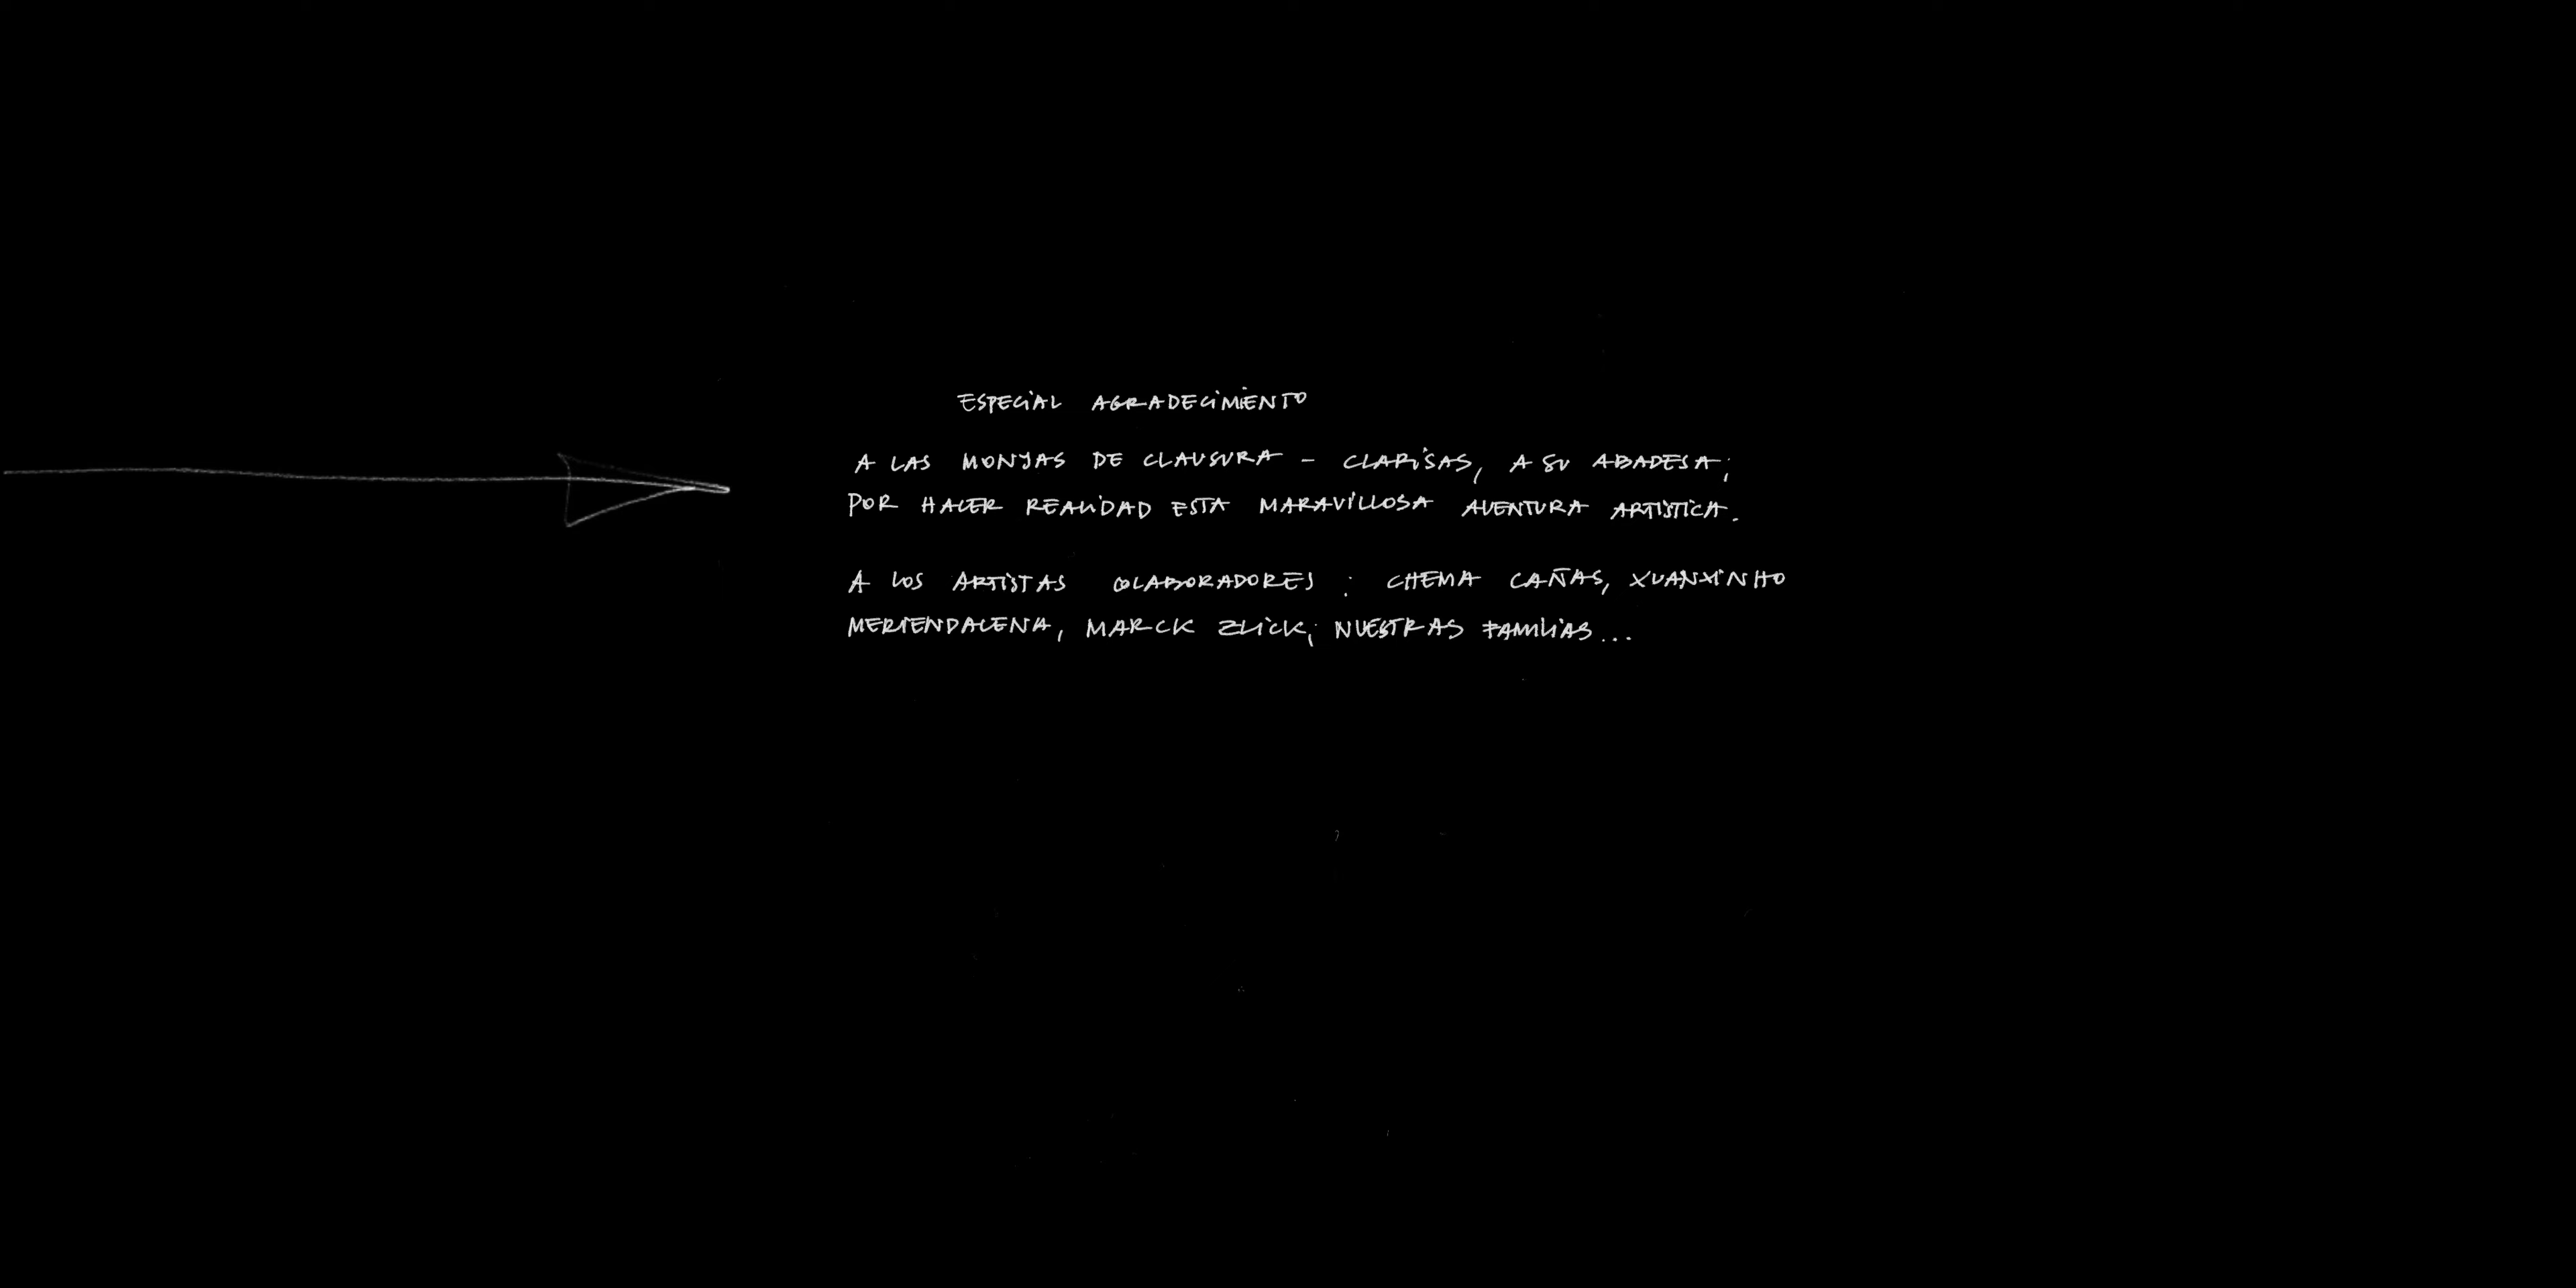 ESPECIAL AGRADECIMIENTO
A LAS MONJAS DE CLAUSURA - CLARISAS, A SU ABADESA;
POR HACER REALIDAD ESTA MARAVILLOSA AVENTURA ARTISTICA.
A LOS ARTISTAS COLABORADORES : CHEMA CAÑAS, XUANXINHO
MERIENDACENA, MARCK ZLICK, NUESTRAS FAMILIAS...